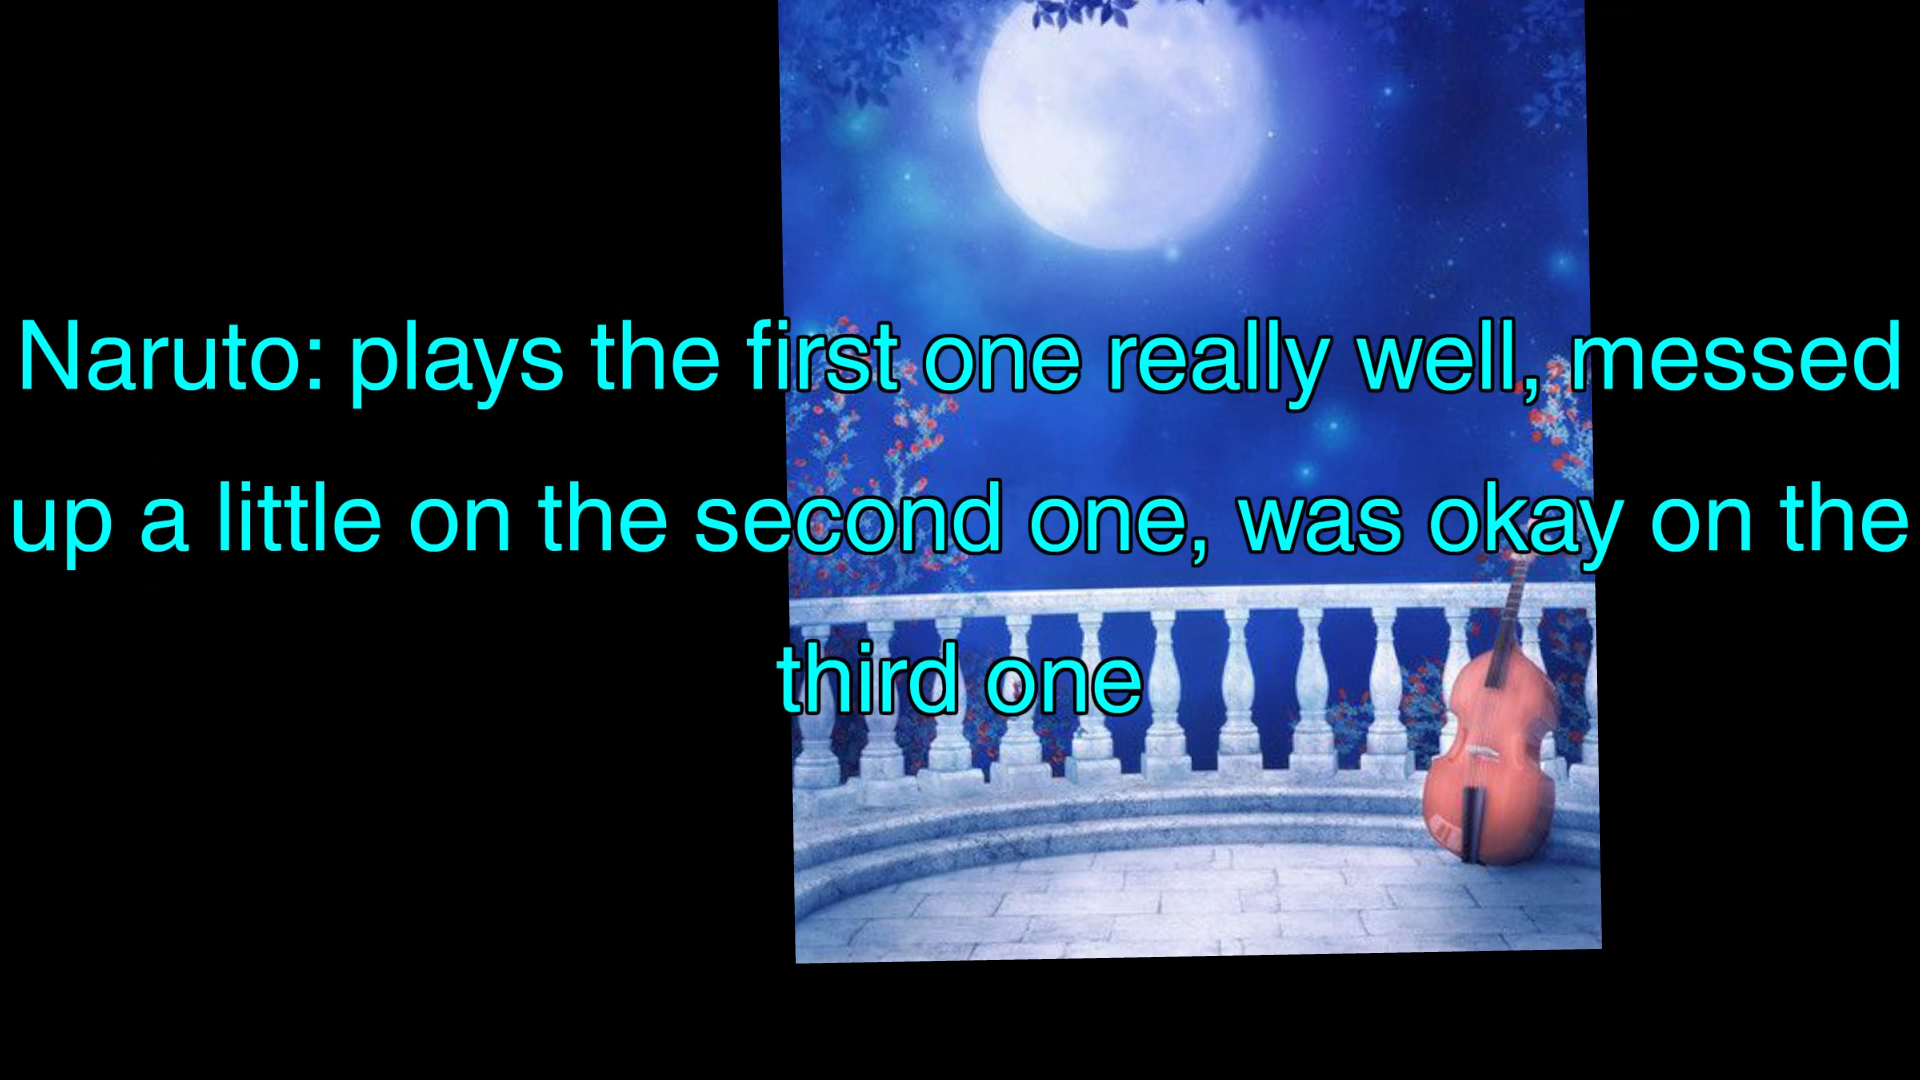 Naruto: plays the first one really well, messed
up a little on the second one, was okay on the
third one